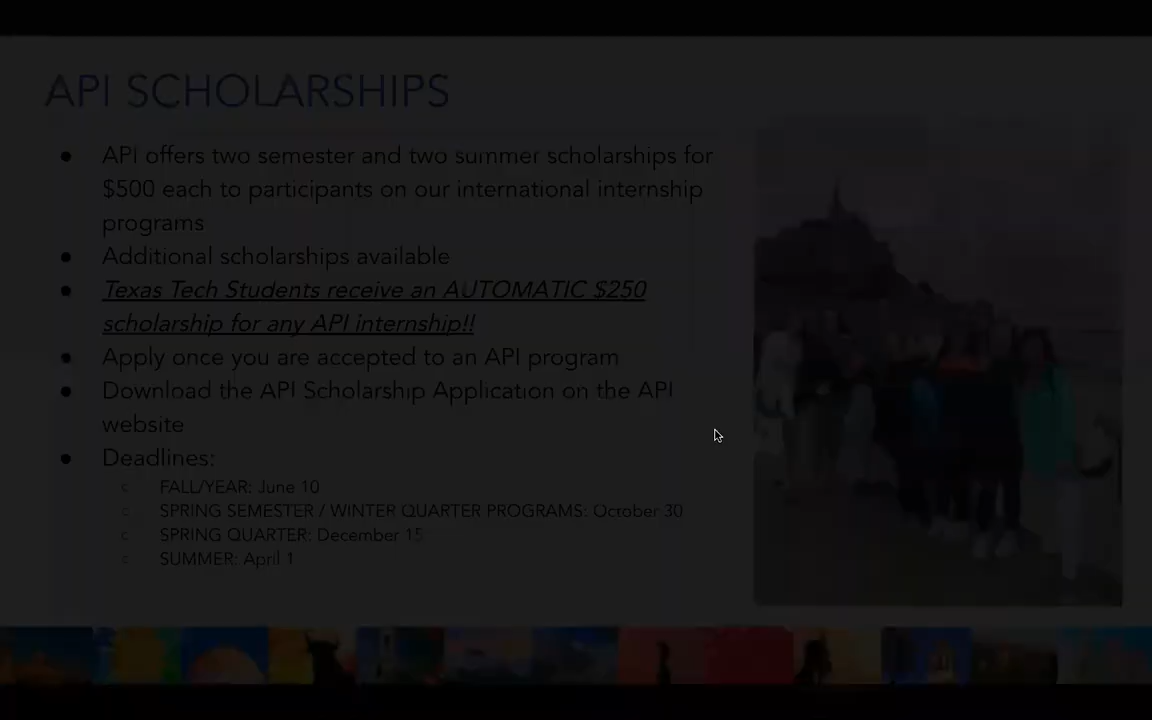 API SCHOLARSHIPS
● API offers two semester and two summer scholarships for
$500 each to participants on our international internship
programs
● Additional scholarships available
● Texas Tech Students receive an AUTOMATIC $250
scholarship for any API internship!!
● Apply once you are accepted to an API program
● Download the API Scholarship Application on the API
website
● Deadlines:
○ FALL/YEAR: June 10
○ SPRING SEMESTER / WINTER QUARTER PROGRAMS: October 30
○ SPRING QUARTER: December 15
○ SUMMER: April 1